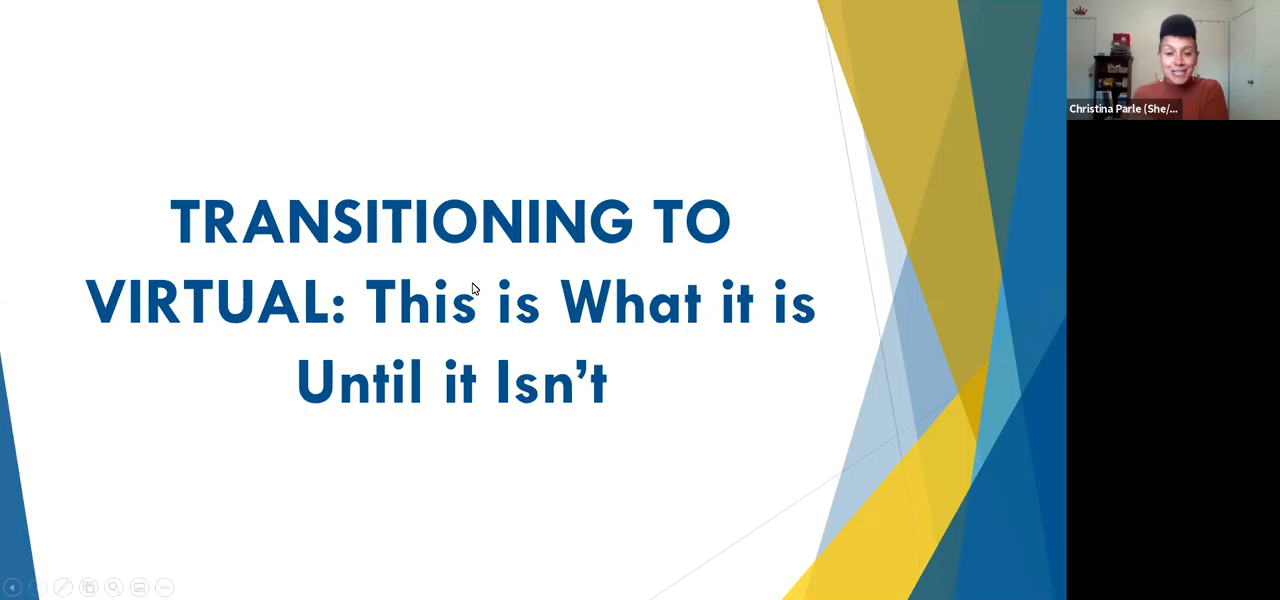 TRANSITIONING TO
VIRTUAL: This is What it is
Until it Isn’t
Christina Parle (She/...